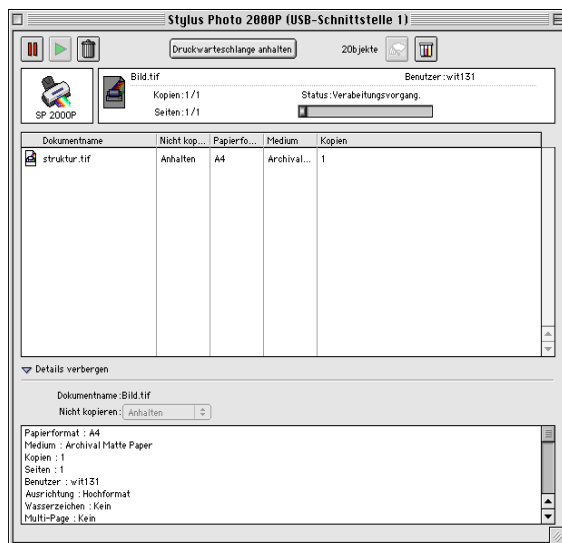 Stylus Photo 2000P (USB-Schnittstelle 1)
Druckwarteschlange anhalten
2Objekte
SP 2000P
Bild.tif
Benutzer :wit131
Kopien:1/1
Status :Verabeitungsvorgang.
Seiten:1/1
Dokumentname Nicht kop... Papierfo... Medium Kopien
struktur.tif Anhalten A4 Archival... 1
Details verbergen
Dokumentname :Bild.tif
Nicht kopieren: Anhalten
Papierformat : A4
Medium : Archival Matte Paper
Kopien : 1
Seiten : 1
Benutzer : wit131
Ausrichtung : Hochformat
Wasserzeichen : Kein
Multi-Page : Kein